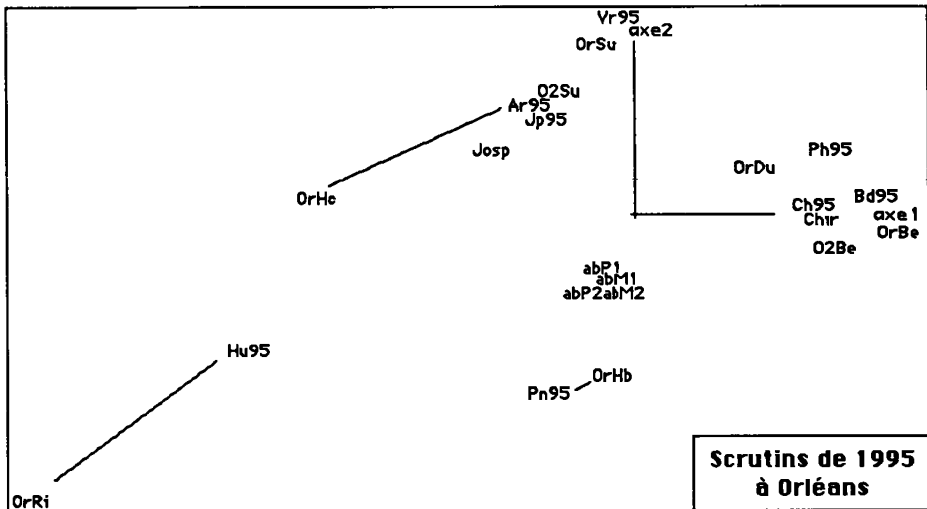 Vr95
axe2
OrSu
O2Su
Ar95
Jp95
Josp
OrHc
Ph95
OrDu
Bd95
Ch95
axe1
Chir
OrBe
O2Be
abP1
abM1
abP2abM2
Hu95
OrHb
Pn95
OrRi
Scrutins de 1995
à Orléans